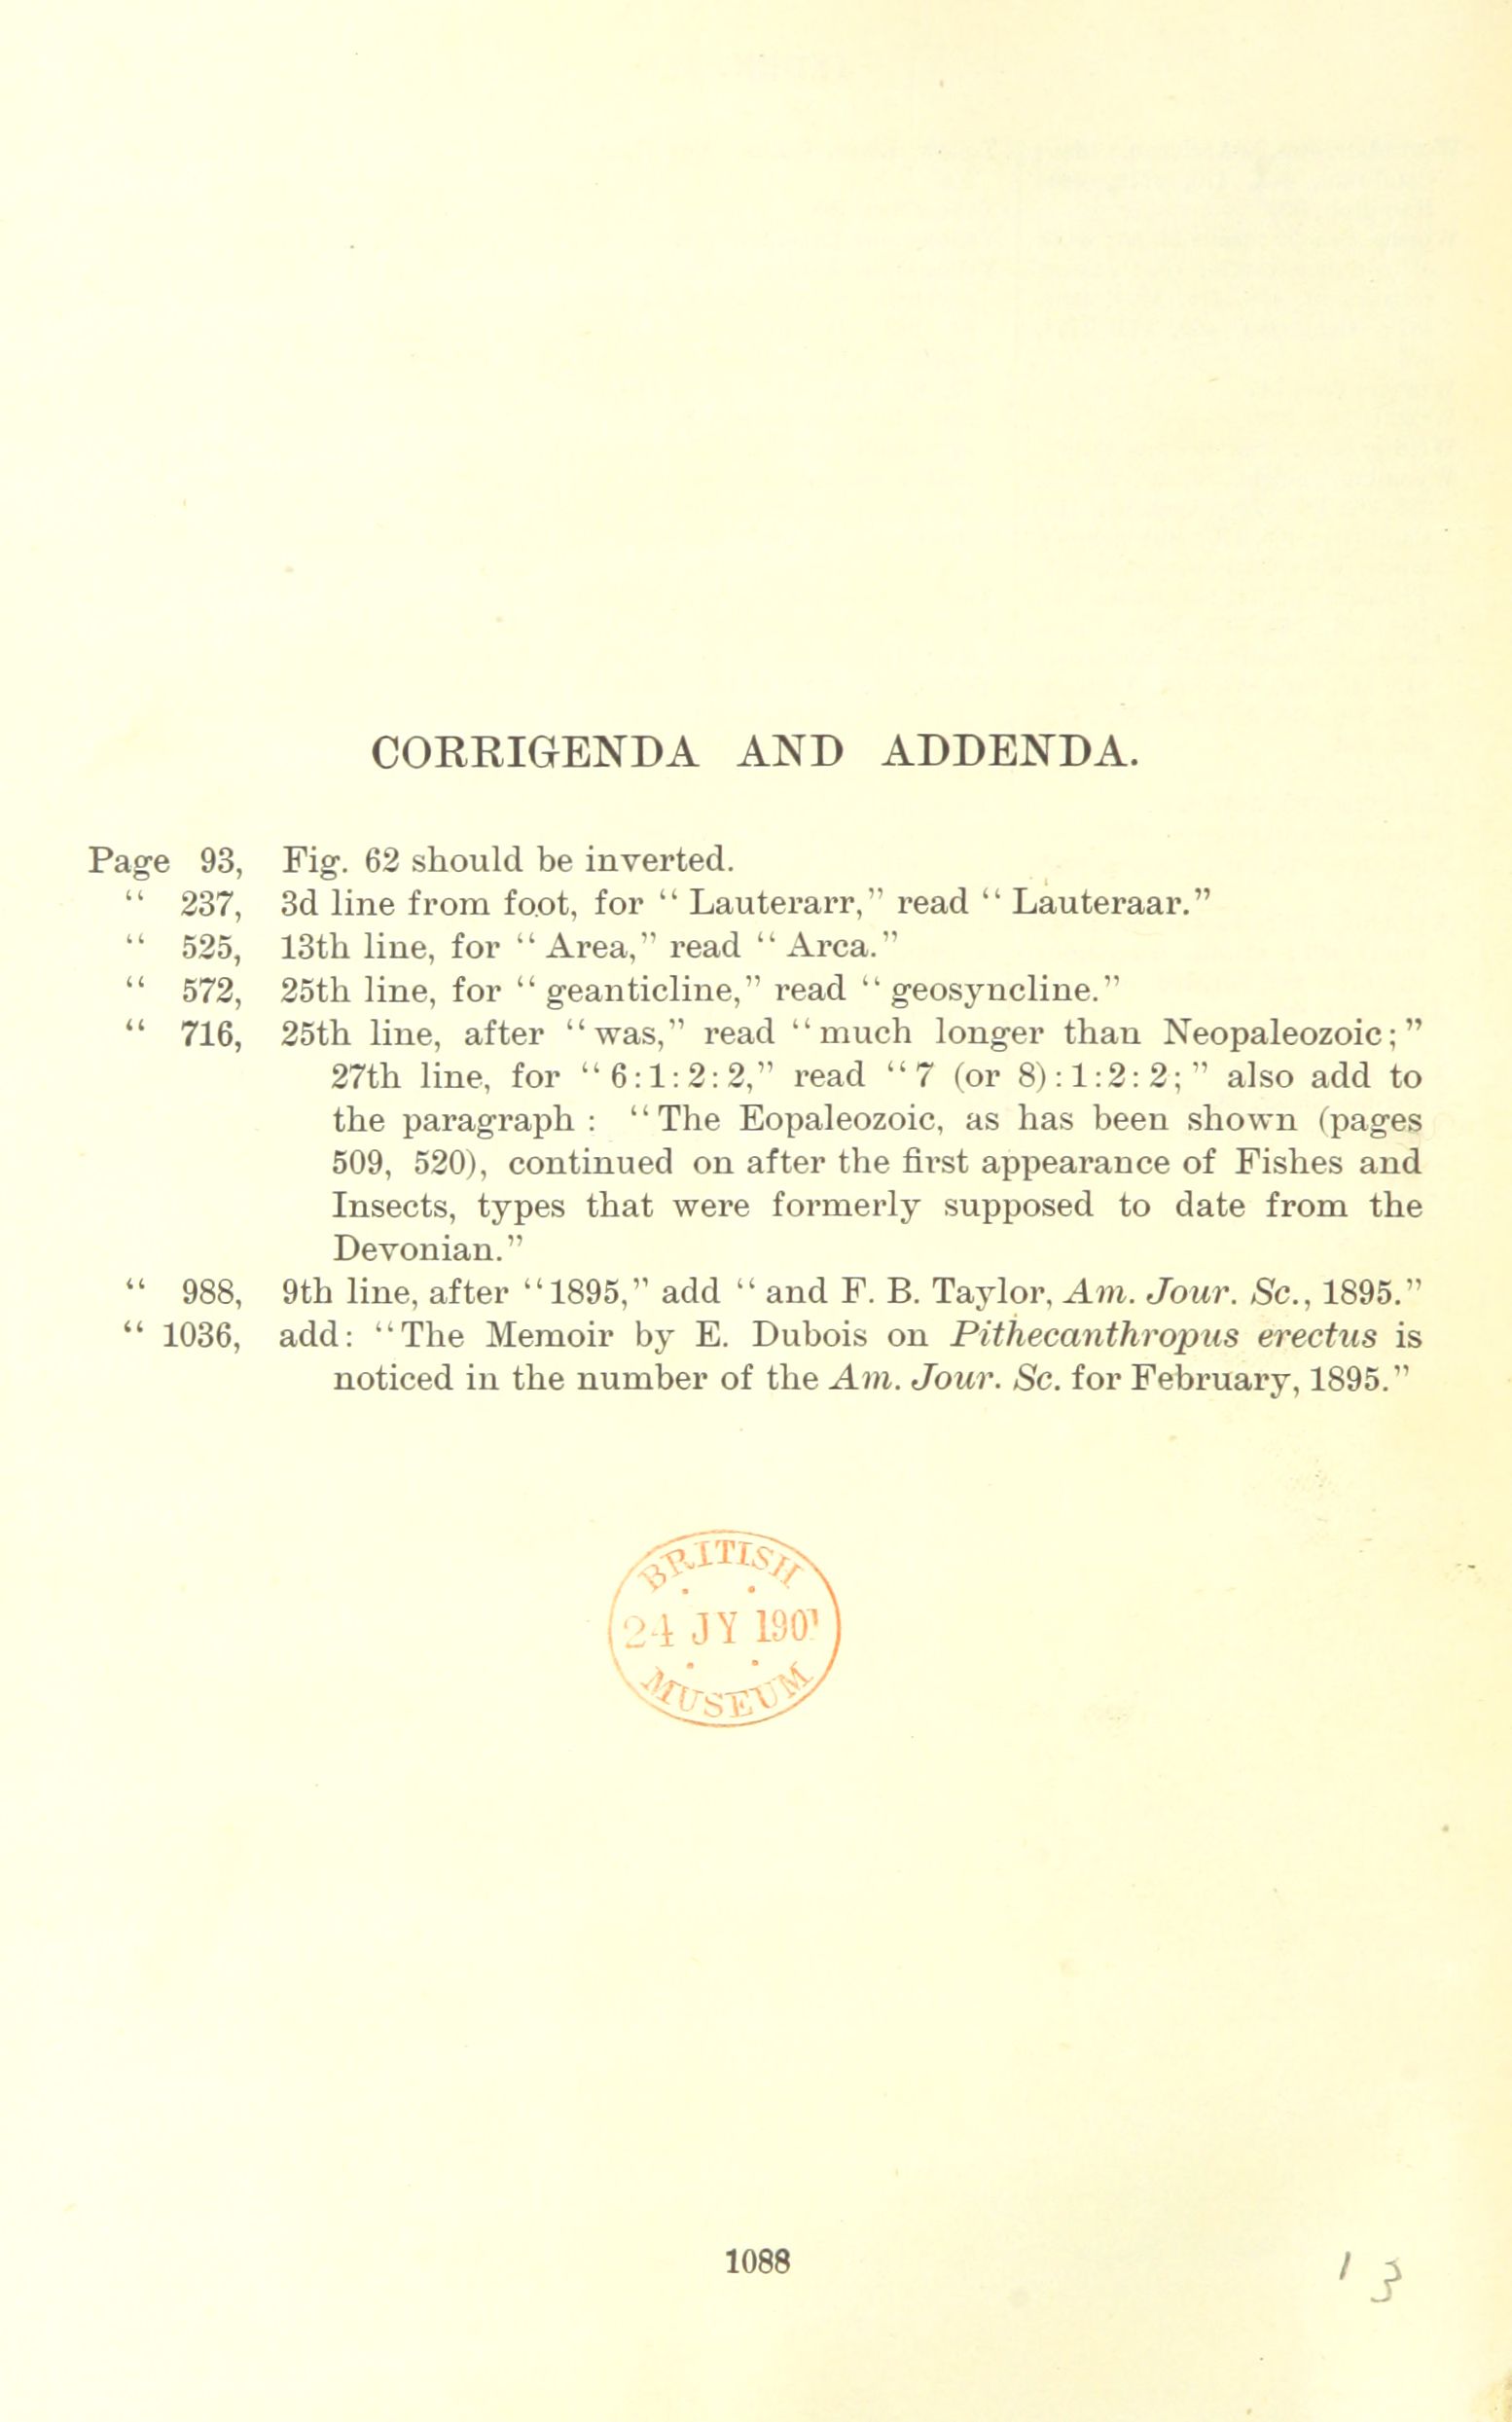 CORRIGENDA AND ADDENDA.
Page 93, Fig. 62 should be inverted.
“ 237, 3d line from foot, for “Lauterarr,” read “Lauteraar.”
“ 525, 13th line, for “Area,” read “Arca.”
“ 572, 25th line, for “geanticline,” read “geosyncline.”
“ 716, 25th line, after “was,” read “much longer than Neopaleozoic;”
27th line, for “6:1:2:2,” read “7 (or 8):1:2:2;” also add to
the paragraph: “The Eopaleozoic, as has been shown (pages
509, 520), continued on after the first appearance of Fishes and
Insects, types that were formerly supposed to date from the
Devonian.”
“ 988, 9th line, after “1895,” add “and F. B. Taylor, Am. Jour. Sc., 1895.”
“ 1036, add: “The Memoir by E. Dubois on Pithecanthropus erectus is
noticed in the number of the Am. Jour. Sc. for February, 1895.”
BRITISH
24 JY 1901
MUSEUM
1088
13